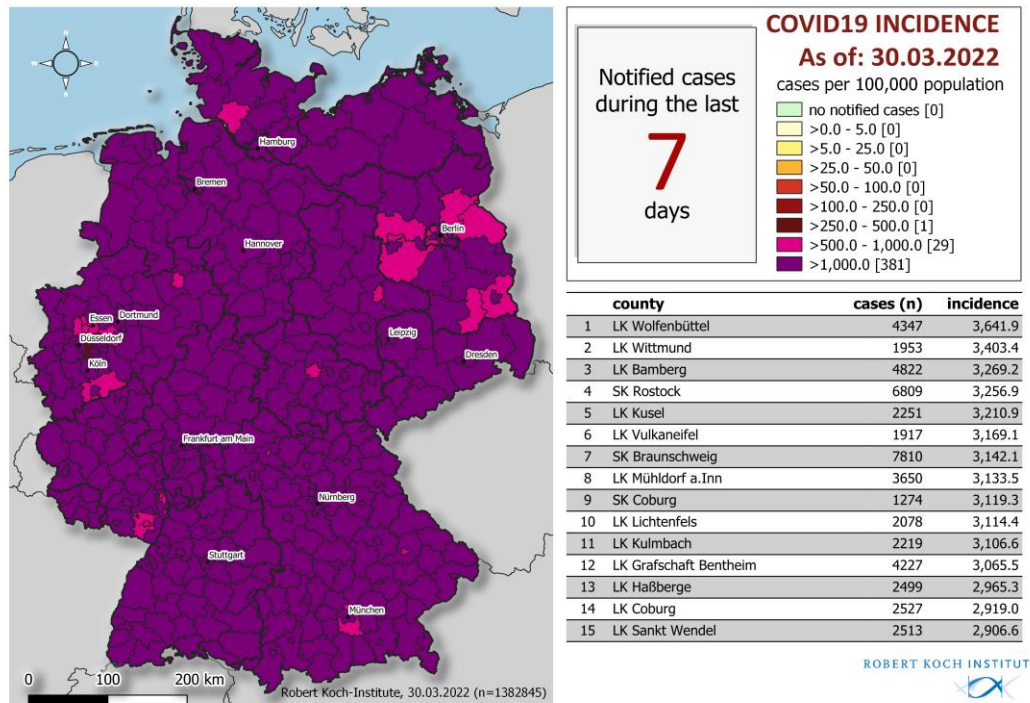 N
W
E
S
Hamburg
Bremen
Berlin
Hannover
Essen
Dortmund
Düsseldorf
Leipzig
Köln
Dresden
Frankfurt am Main
Nürnberg
Stuttgart
München
0 100 200 km
Robert Koch-Institute, 30.03.2022 (n=1382845)
Notified cases
during the last
7
days
COVID19 INCIDENCE
As of: 30.03.2022
cases per 100,000 population
no notified cases [0]
>0.0 - 5.0 [0]
>5.0 - 25.0 [0]
>25.0 - 50.0 [0]
>50.0 - 100.0 [0]
>100.0 - 250.0 [0]
>250.0 - 500.0 [1]
>500.0 - 1,000.0 [29]
>1,000.0 [381]
county cases (n) incidence
1 LK Wolfenbüttel 4347 3,641.9
2 LK Wittmund 1953 3,403.4
3 LK Bamberg 4822 3,269.2
4 SK Rostock 6809 3,256.9
5 LK Kusel 2251 3,210.9
6 LK Vulkaneifel 1917 3,169.1
7 SK Braunschweig 7810 3,142.1
8 LK Mühldorf a.Inn 3650 3,133.5
9 SK Coburg 1274 3,119.3
10 LK Lichtenfels 2078 3,114.4
11 LK Kulmbach 2219 3,106.6
12 LK Grafschaft Bentheim 4227 3,065.5
13 LK Haßberge 2499 2,965.3
14 LK Coburg 2527 2,919.0
15 LK Sankt Wendel 2513 2,906.6
ROBERT KOCH INSTITUT